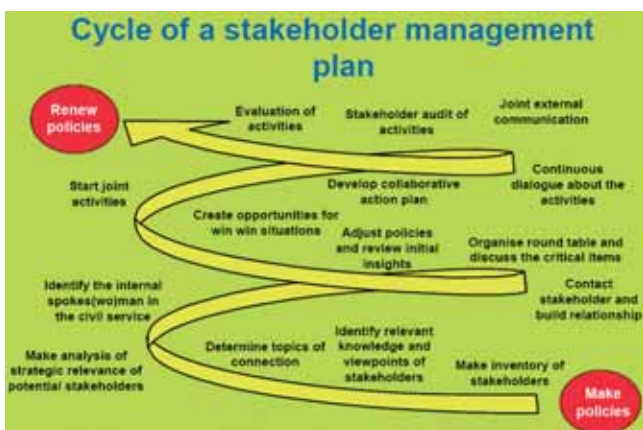 Cycle of a stakeholder management
plan
Renew
policies
Evaluation of
activities
Stakeholder audit of
activities
Joint external
communication
Start joint
activities
Develop collaborative
action plan
Continuous
dialogue about the
activities
Create opportunities for
win win situations
Adjust policies
and review initial
insights
Organise round table and
discuss the critical items
Identify the internal
spokes(wo)man in
the civil service
Contact
stakeholder and
build relationship
Make analysis of
strategic relevance of
potential stakeholders
Determine topics of
connection
Identify relevant
knowledge and
viewpoints of
stakeholders
Make inventory of
stakeholders
Make
policies